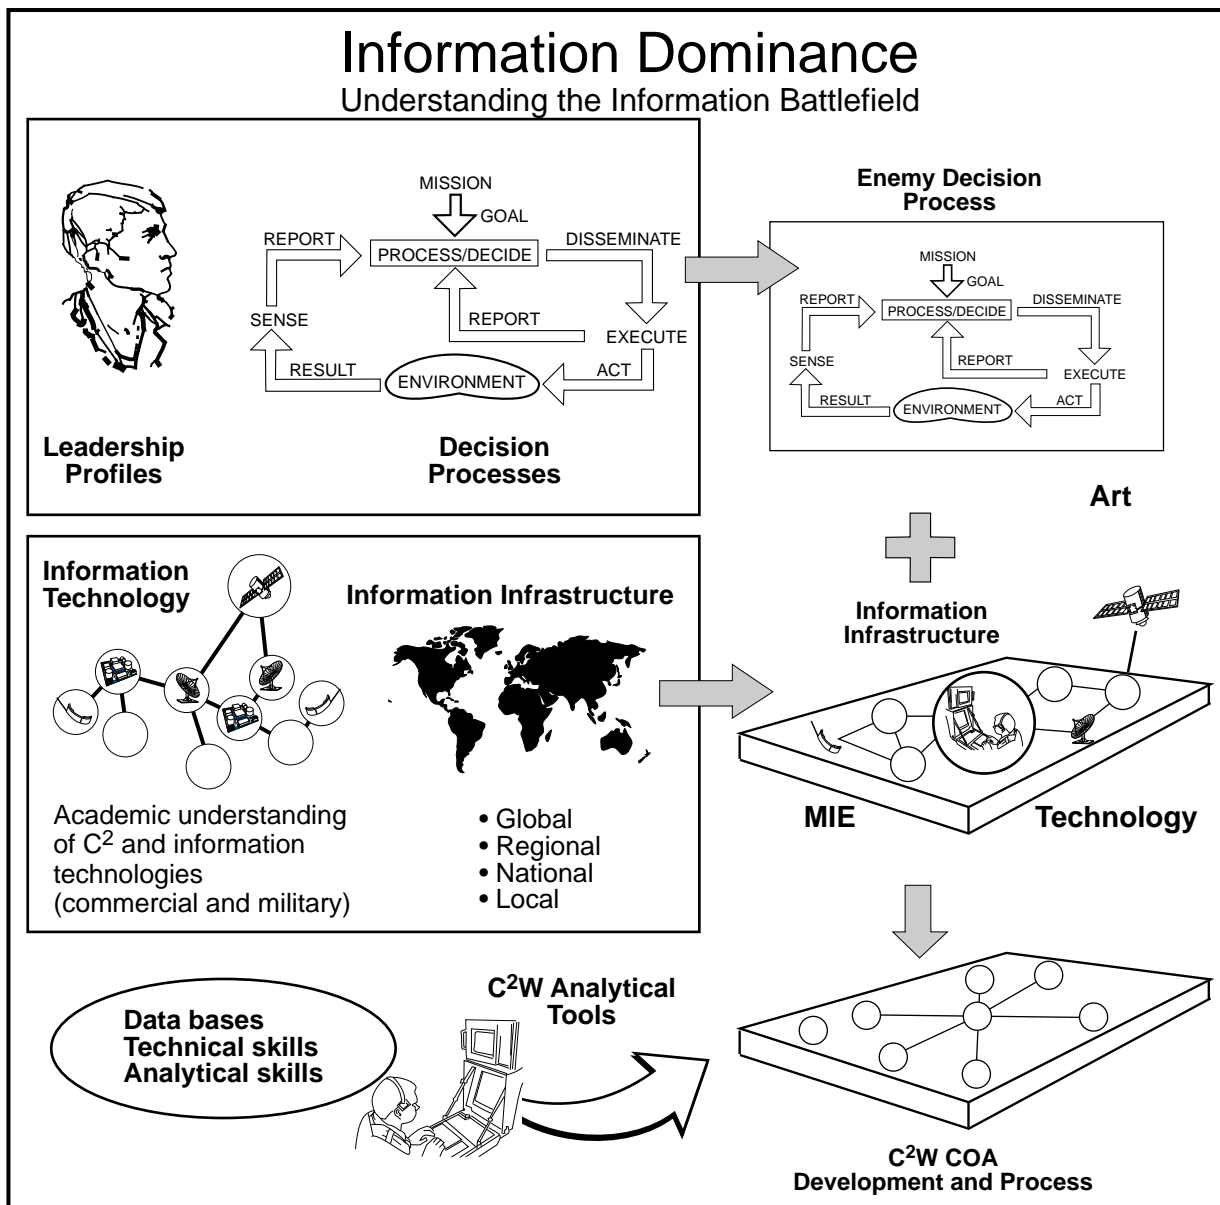 Information Dominance
Understanding the Information Battlefield
MISSION
GOAL
REPORT
PROCESS/DECIDE
DISSEMINATE
SENSE
REPORT
EXECUTE
RESULT
ENVIRONMENT
ACT
Leadership
Profiles
Decision
Processes
Enemy Decision
Process
MISSION
GOAL
REPORT
PROCESS/DECIDE
DISSEMINATE
SENSE
REPORT
EXECUTE
RESULT
ENVIRONMENT
ACT
Art
Information
Technology
Information Infrastructure
Academic understanding
of C² and information
technologies
(commercial and military)
• Global
• Regional
• National
• Local
Information
Infrastructure
MIE
Technology
Data bases
Technical skills
Analytical skills
C²W Analytical
Tools
C²W COA
Development and Process